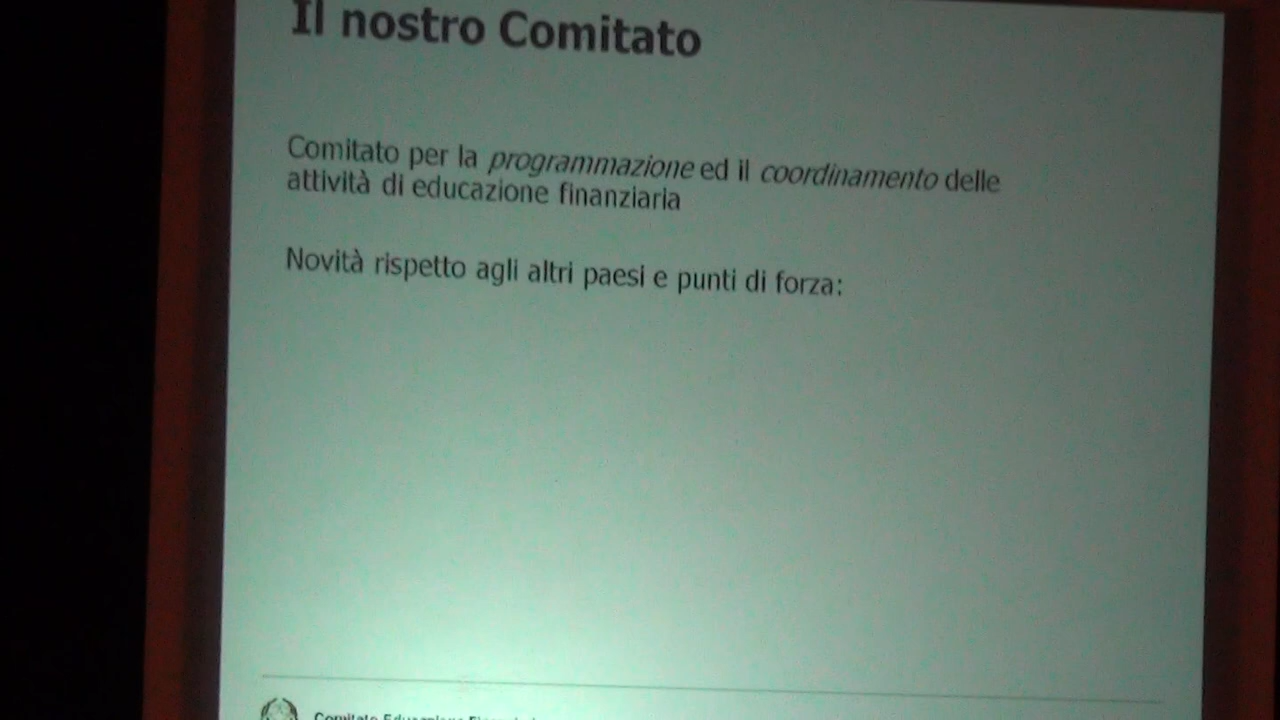 Il nostro Comitato
Comitato per la programmazione ed il coordinamento delle
attività di educazione finanziaria
Novità rispetto agli altri paesi e punti di forza: